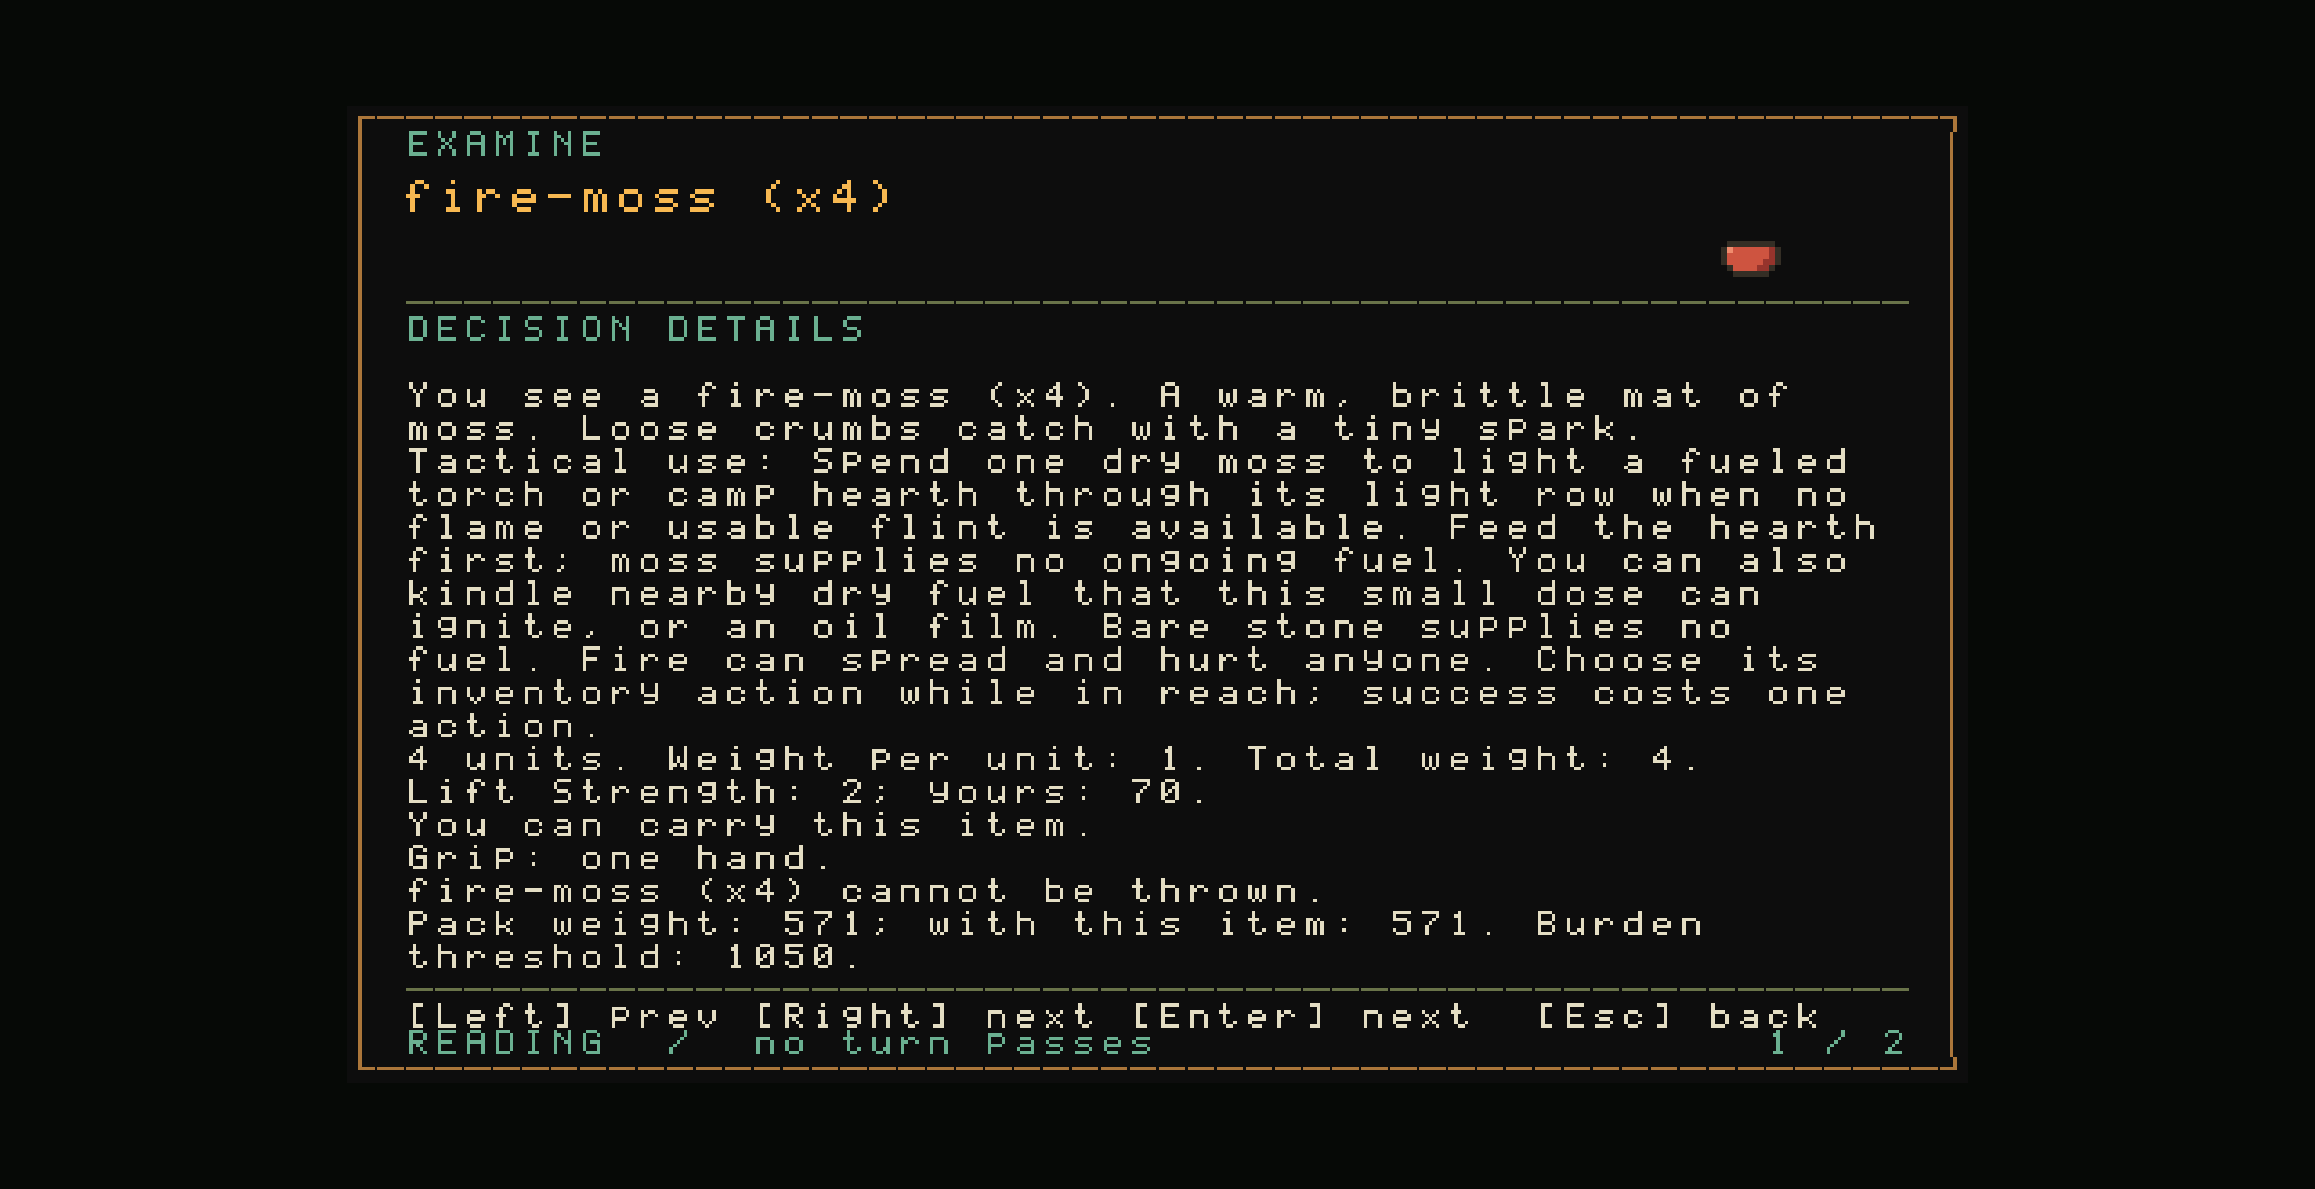 EXAMINE
fire-moss (x4)
DECISION DETAILS
You see a fire-moss (x4). A warm, brittle mat of
moss. Loose crumbs catch with a tiny spark.
Tactical use: Spend one dry moss to light a fueled
torch or camp hearth through its light row when no
flame or usable flint is available. Feed the hearth
first; moss supplies no ongoing fuel. You can also
kindle nearby dry fuel that this small dose can
ignite, or an oil film. Bare stone supplies no
fuel. Fire can spread and hurt anyone. Choose its
inventory action while in reach; success costs one
action.
4 units. Weight per unit: 1. Total weight: 4.
Lift Strength: 2; yours: 70.
You can carry this item.
Grip: one hand.
fire-moss (x4) cannot be thrown.
Pack weight: 571; with this item: 571. Burden
threshold: 1050.
[Left] prev [Right] next [Enter] next [Esc] back
READING / no turn passes 1 / 2